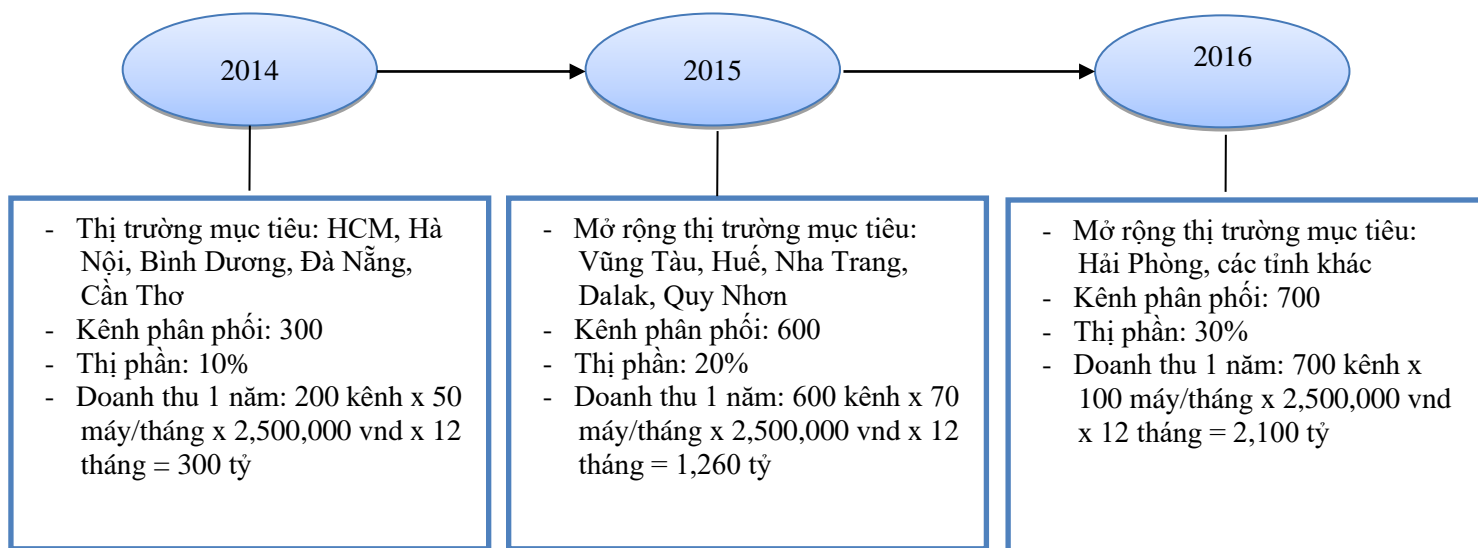 2014
2015
2016
- Thị trường mục tiêu: HCM, Hà
Nội, Bình Dương, Đà Nẵng,
Cần Thơ
- Kênh phân phối: 300
- Thị phần: 10%
- Doanh thu 1 năm: 200 kênh x 50
máy/tháng x 2,500,000 vnd x 12
tháng = 300 tỷ
- Mở rộng thị trường mục tiêu:
Vũng Tàu, Huế, Nha Trang,
Dalak, Quy Nhơn
- Kênh phân phối: 600
- Thị phần: 20%
- Doanh thu 1 năm: 600 kênh x 70
máy/tháng x 2,500,000 vnd x 12
tháng = 1,260 tỷ
- Mở rộng thị trường mục tiêu:
Hải Phòng, các tỉnh khác
- Kênh phân phối: 700
- Thị phần: 30%
- Doanh thu 1 năm: 700 kênh x
100 máy/tháng x 2,500,000 vnd
x 12 tháng = 2,100 tỷ